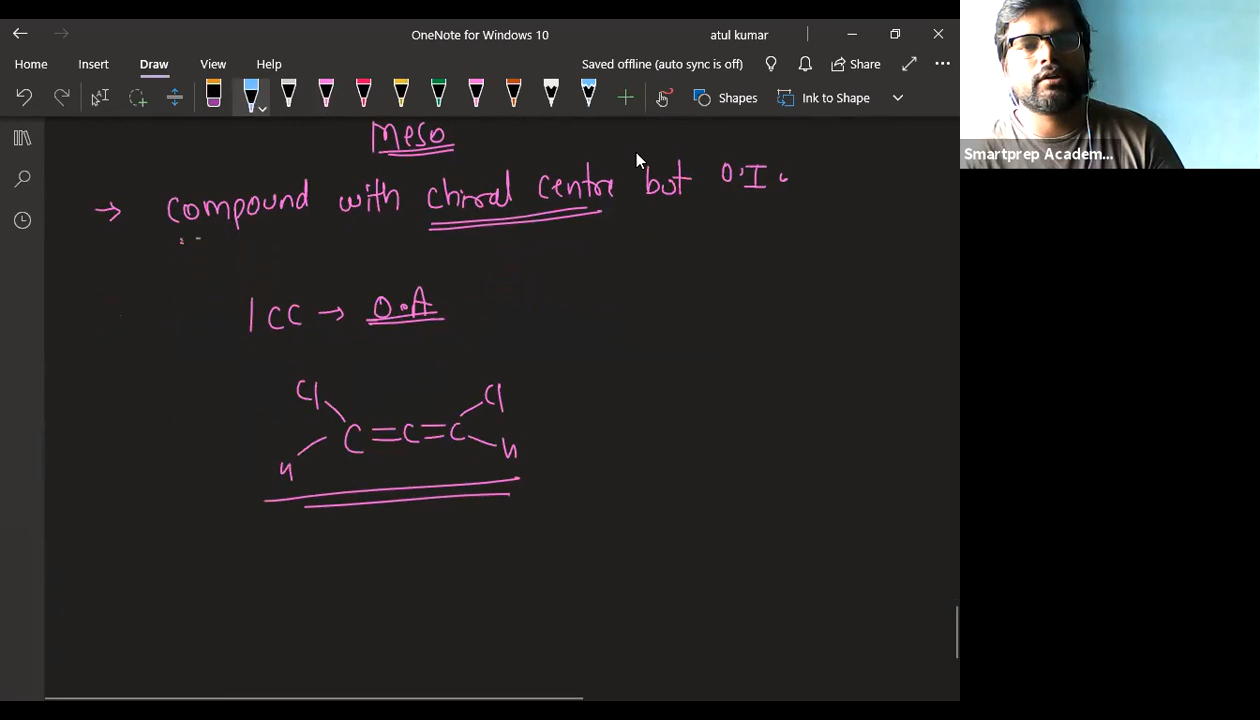 OneNote for Windows 10
atul kumar
Home Insert Draw View Help
Saved offline (auto sync is off)
Share
Shapes
Ink to Shape
Smartprep Academ...
Meso
→ Compound with chiral centre but O.I.
1 CC → O.A
Cl Cl
C=C=C
H H